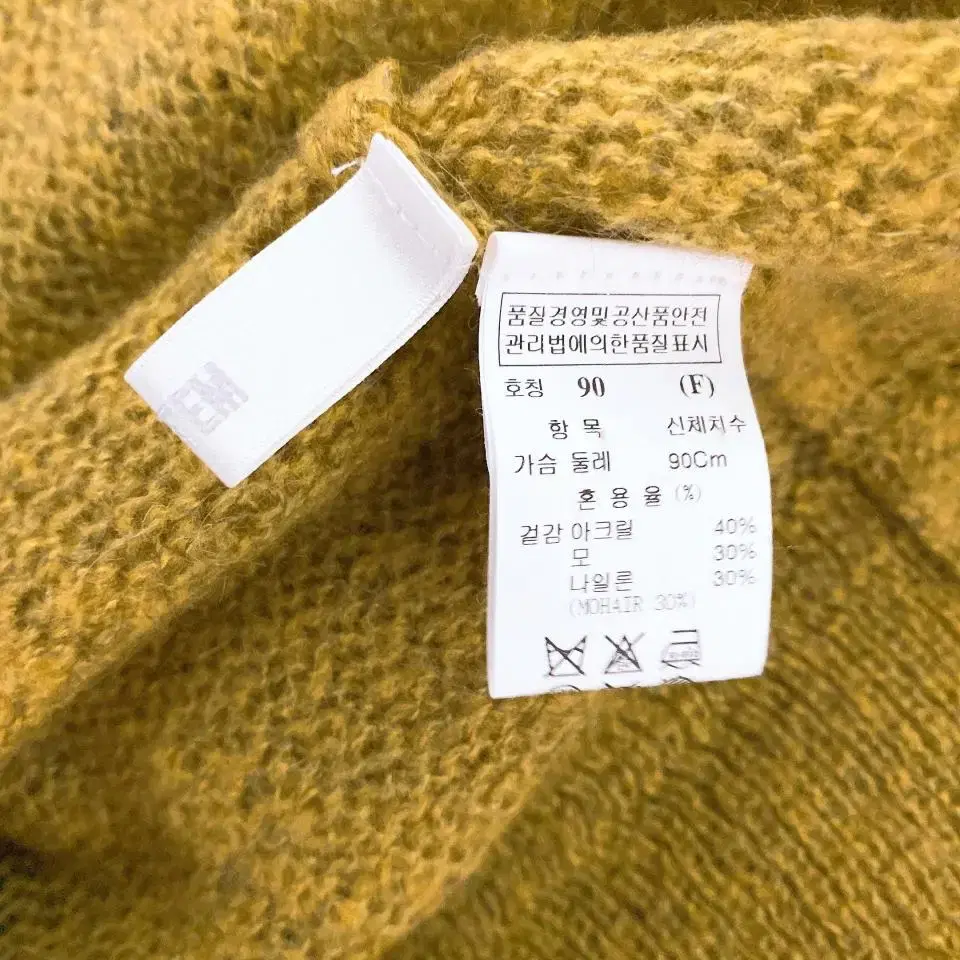 품질경영및공산품안전
관리법에의한품질표시
호칭 90 (F)
항 목 신체치수
가슴 둘레 90Cm
혼 용 율 (%)
겉감 아크릴 40%
모 30%
나일론 30%
(MOHAIR 30%)